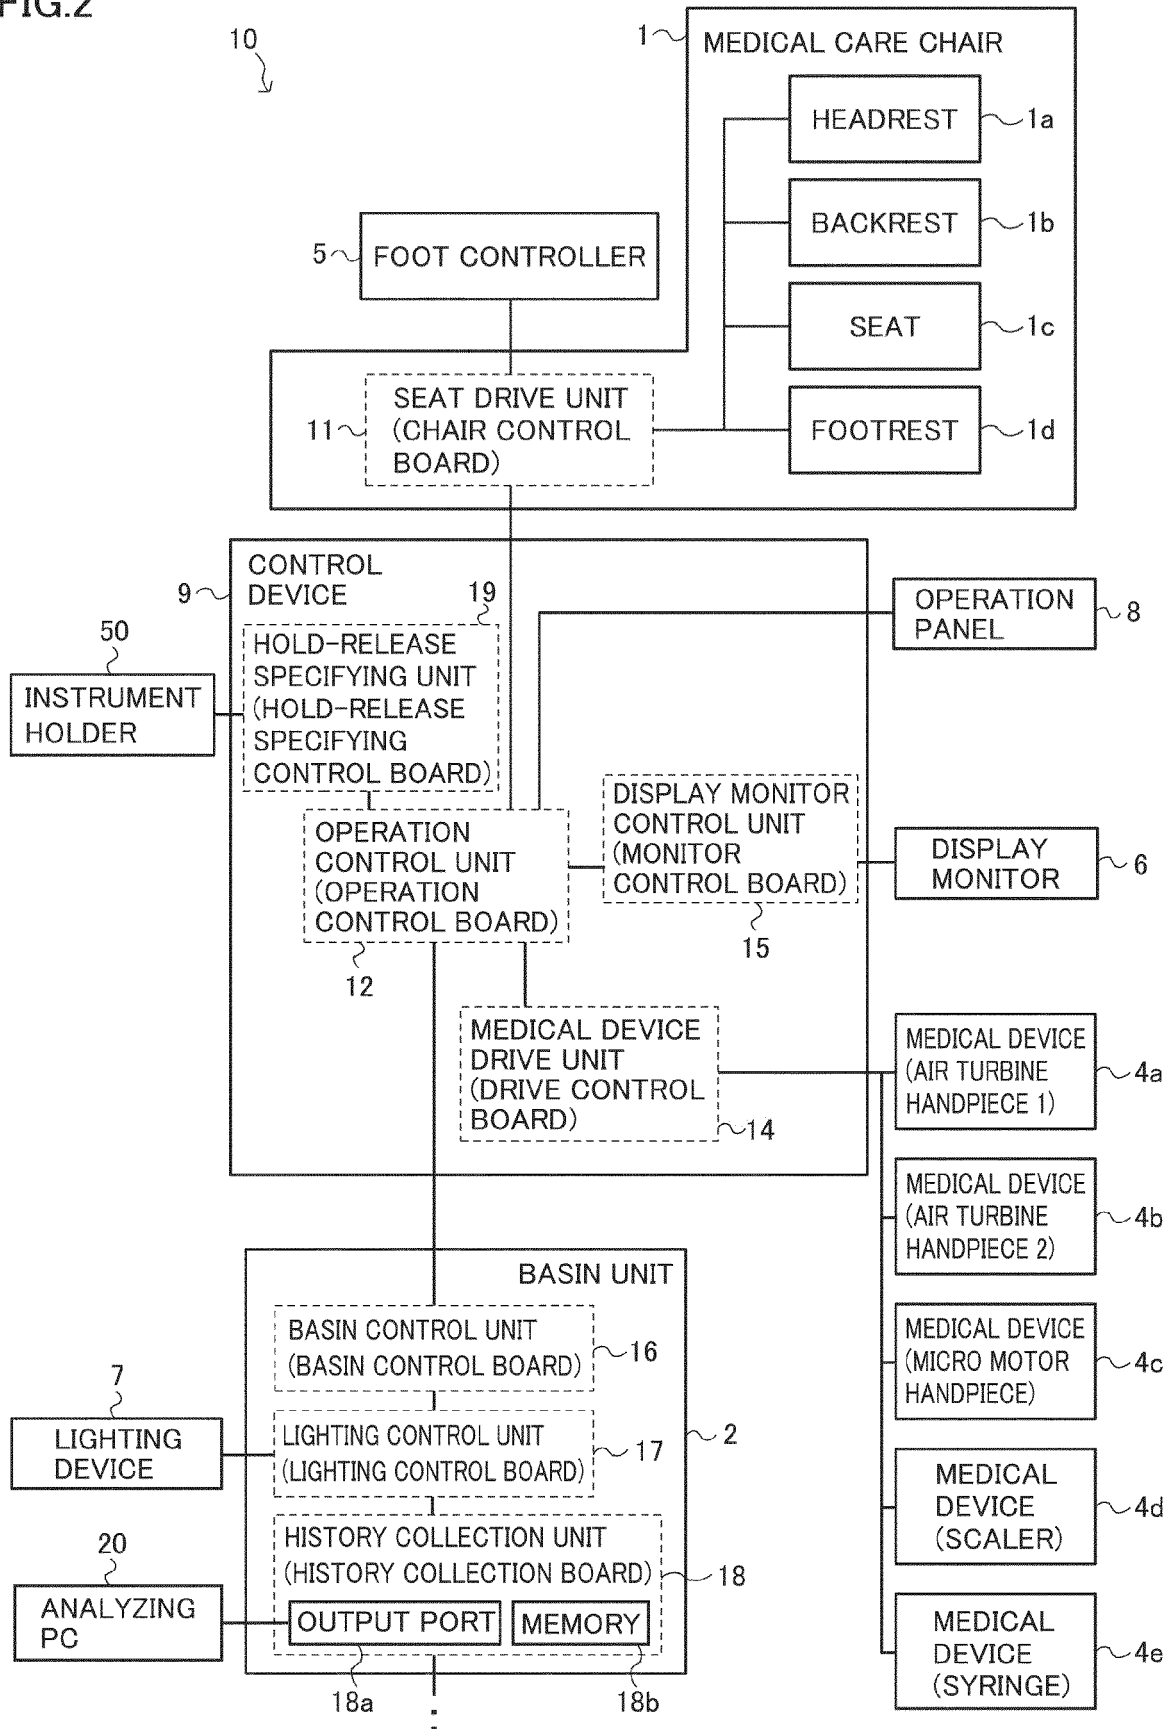 FIG.2
10
1
MEDICAL CARE CHAIR
HEADREST
1a
BACKREST
1b
SEAT
1c
FOOTREST
1d
5
FOOT CONTROLLER
11
SEAT DRIVE UNIT
(CHAIR CONTROL
BOARD)
9
CONTROL
DEVICE
19
HOLD-RELEASE
SPECIFYING UNIT
(HOLD-RELEASE
SPECIFYING
CONTROL BOARD)
50
INSTRUMENT
HOLDER
OPERATION
PANEL
8
OPERATION
CONTROL UNIT
(OPERATION
CONTROL BOARD)
12
DISPLAY MONITOR
CONTROL UNIT
(MONITOR
CONTROL BOARD)
15
DISPLAY
MONITOR
6
MEDICAL DEVICE
DRIVE UNIT
(DRIVE CONTROL
BOARD)
14
MEDICAL DEVICE
(AIR TURBINE
HANDPIECE 1)
4a
MEDICAL DEVICE
(AIR TURBINE
HANDPIECE 2)
4b
MEDICAL DEVICE
(MICRO MOTOR
HANDPIECE)
4c
MEDICAL
DEVICE
(SCALER)
4d
MEDICAL
DEVICE
(SYRINGE)
4e
BASIN UNIT
2
BASIN CONTROL UNIT
(BASIN CONTROL BOARD)
16
7
LIGHTING
DEVICE
LIGHTING CONTROL UNIT
(LIGHTING CONTROL BOARD)
17
20
ANALYZING
PC
HISTORY COLLECTION UNIT
(HISTORY COLLECTION BOARD)
18
OUTPUT PORT
MEMORY
18a
18b